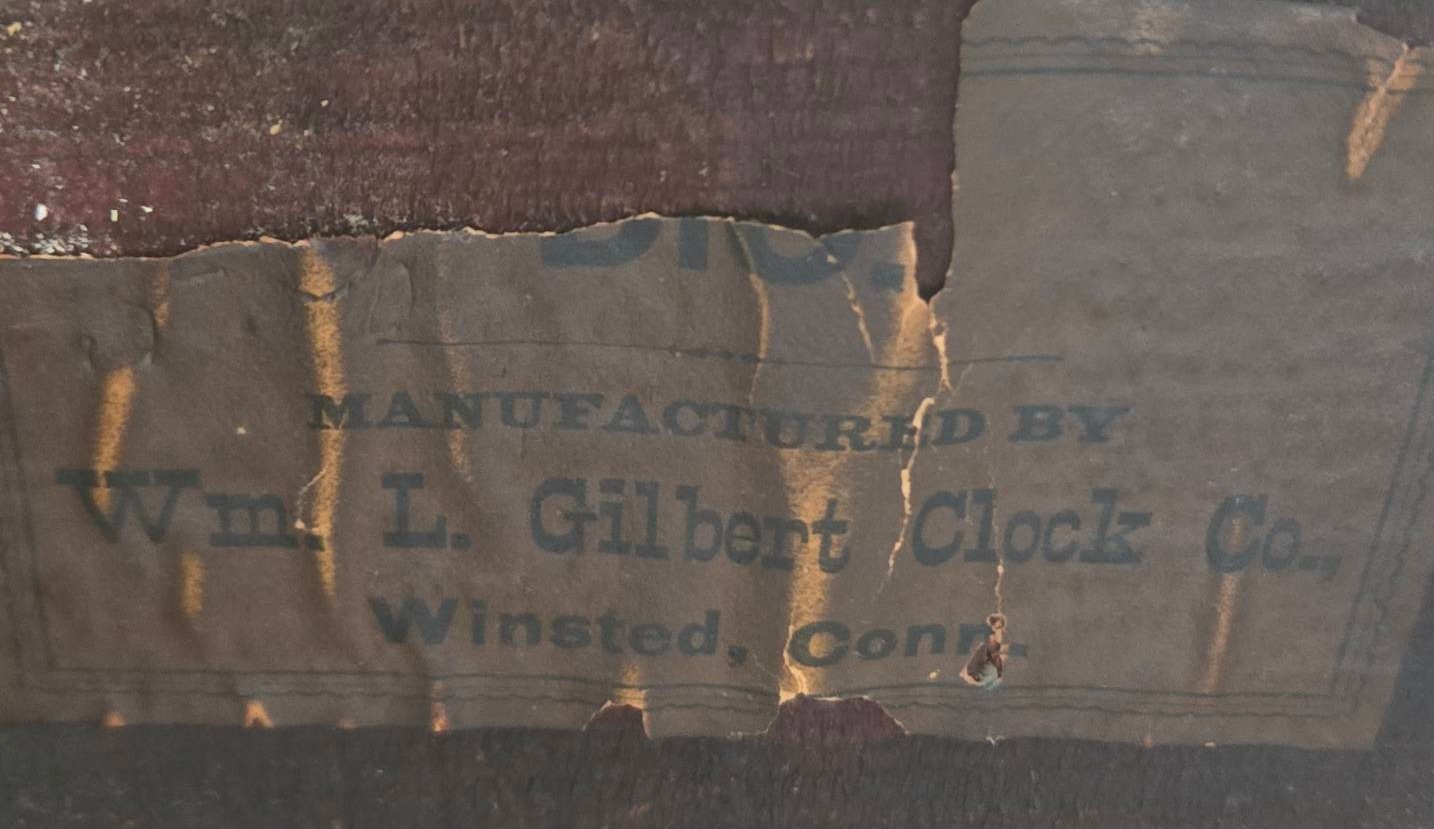 MANUFACTURED BY
Wm. L. Gilbert Clock Co.,
Winsted, Conn.